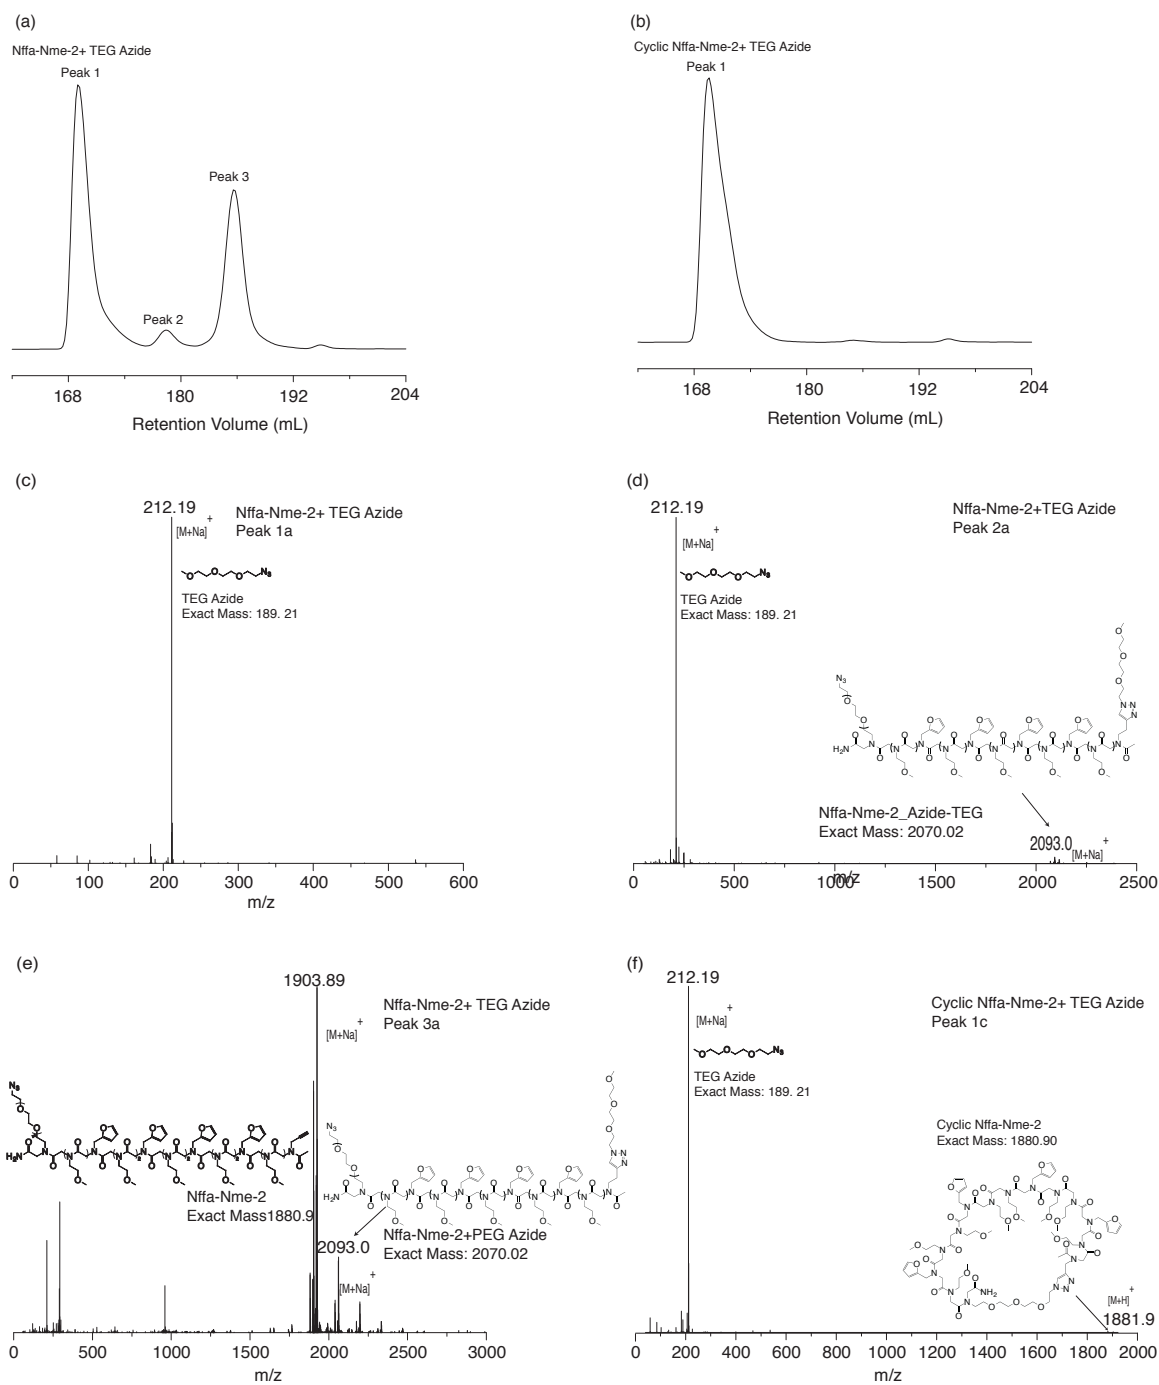 (a)
Nffa-Nme-2+ TEG Azide
Peak 1
Peak 2
Peak 3
168 180 192 204
Retention Volume (mL)
(b)
Cyclic Nffa-Nme-2+ TEG Azide
Peak 1
168 180 192 204
Retention Volume (mL)
(c)
212.19
[M+Na]+
Nffa-Nme-2+ TEG Azide
Peak 1a
TEG Azide
Exact Mass: 189. 21
0 100 200 300 400 500 600
m/z
(d)
212.19
[M+Na]+
Nffa-Nme-2+TEG Azide
Peak 2a
TEG Azide
Exact Mass: 189. 21
Nffa-Nme-2_Azide-TEG
Exact Mass: 2070.02
2093.0
[M+Na]+
0 500 1000 1500 2000 2500
m/z
(e)
1903.89
[M+Na]+
Nffa-Nme-2+ TEG Azide
Peak 3a
Nffa-Nme-2
Exact Mass1880.9
2093.0
[M+Na]+
Nffa-Nme-2+PEG Azide
Exact Mass: 2070.02
0 500 1000 1500 2000 2500 3000
m/z
(f)
212.19
[M+Na]+
Cyclic Nffa-Nme-2+ TEG Azide
Peak 1c
TEG Azide
Exact Mass: 189. 21
Cyclic Nffa-Nme-2
Exact Mass: 1880.90
[M+H]+
1881.9
0 200 400 600 800 1000 1200 1400 1600 1800 2000
m/z